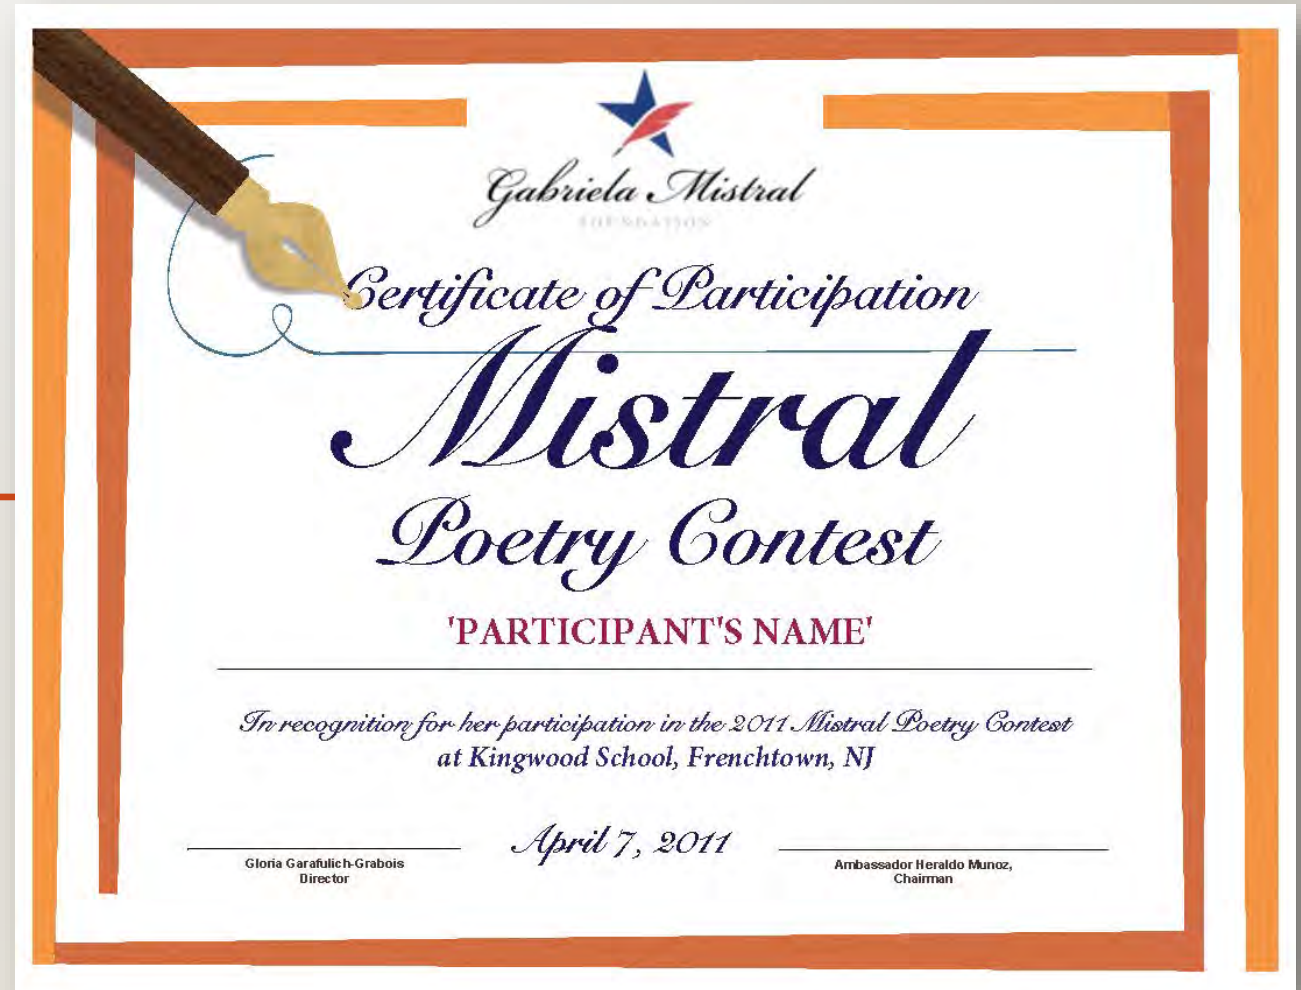 Gabriela Mistral
FOUNDATION
Certificate of Participation
Mistral
Poetry Contest
'PARTICIPANT'S NAME'
In recognition for her participation in the 2011 Mistral Poetry Contest
at Kingwood School, Frenchtown, NJ
April 7, 2011
Gloria Garafulich-Grabois
Director
Ambassador Heraldo Munoz,
Chairman